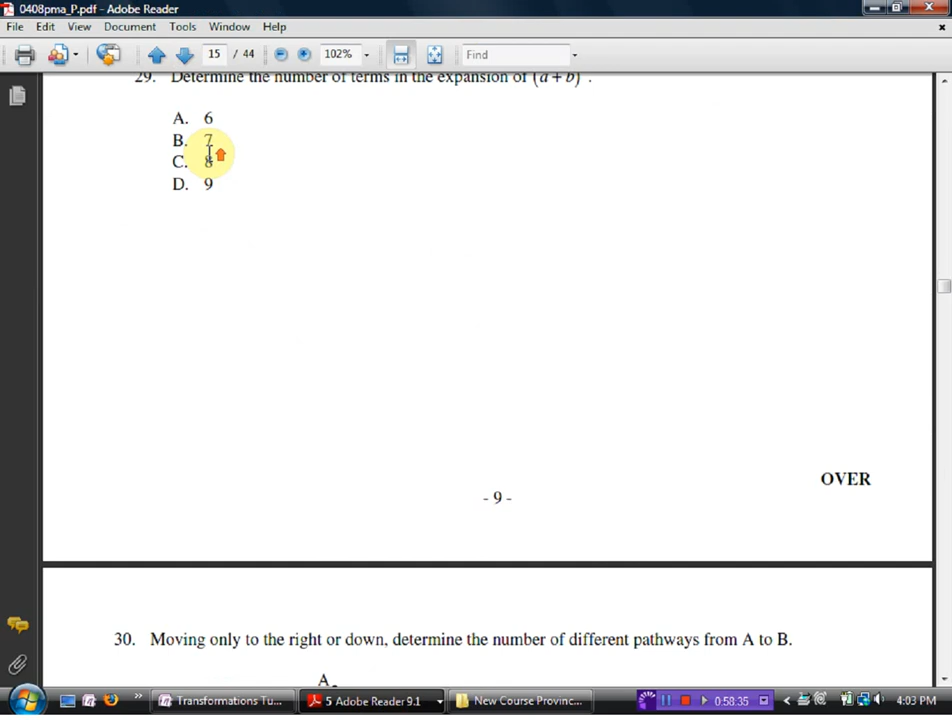 0408pma_P.pdf - Adobe Reader
File Edit View Document Tools Window Help
15 / 44 102% Find
29. Determine the number of terms in the expansion of (a + b) .
A. 6
B. 7
C. 8
D. 9
OVER
- 9 -
30. Moving only to the right or down, determine the number of different pathways from A to B.
A
Transformations Tu... 5 Adobe Reader 9.1 New Course Provinc... 0:58:35 4:03 PM